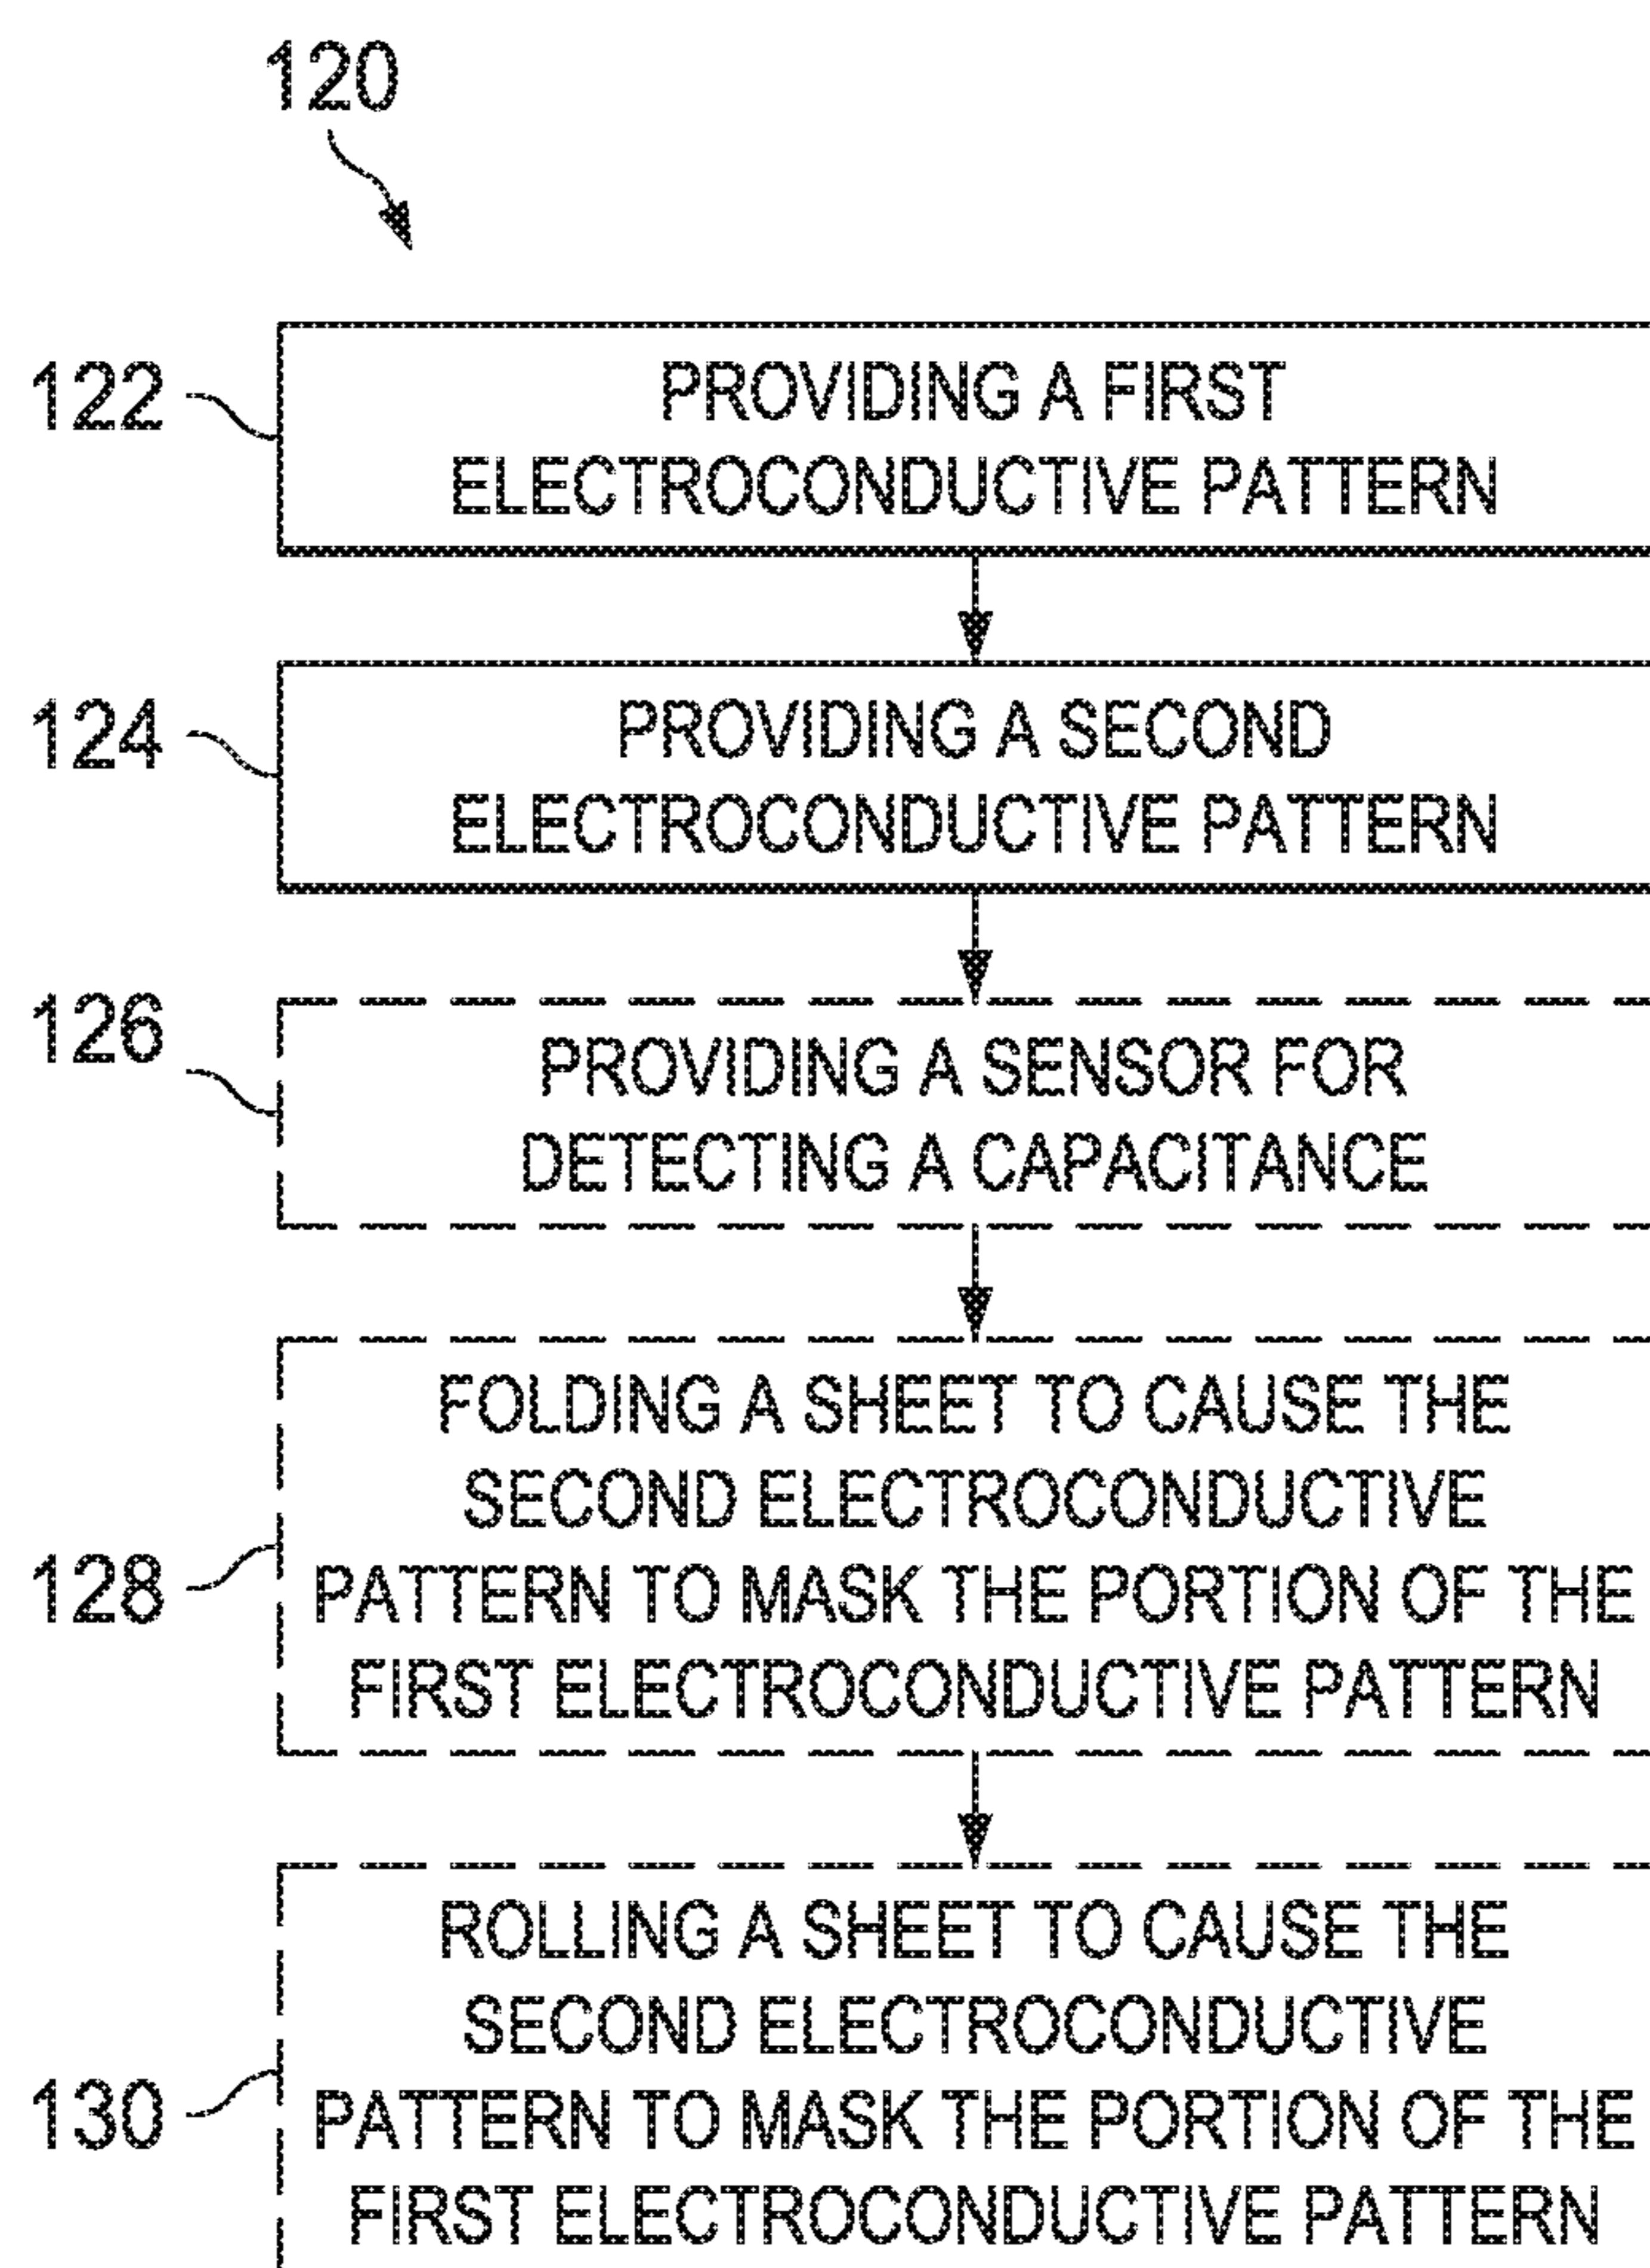 120
122
PROVIDING A FIRST
ELECTROCONDUCTIVE PATTERN
124
PROVIDING A SECOND
ELECTROCONDUCTIVE PATTERN
126
PROVIDING A SENSOR FOR
DETECTING A CAPACITANCE
128
FOLDING A SHEET TO CAUSE THE
SECOND ELECTROCONDUCTIVE
PATTERN TO MASK THE PORTION OF THE
FIRST ELECTROCONDUCTIVE PATTERN
130
ROLLING A SHEET TO CAUSE THE
SECOND ELECTROCONDUCTIVE
PATTERN TO MASK THE PORTION OF THE
FIRST ELECTROCONDUCTIVE PATTERN